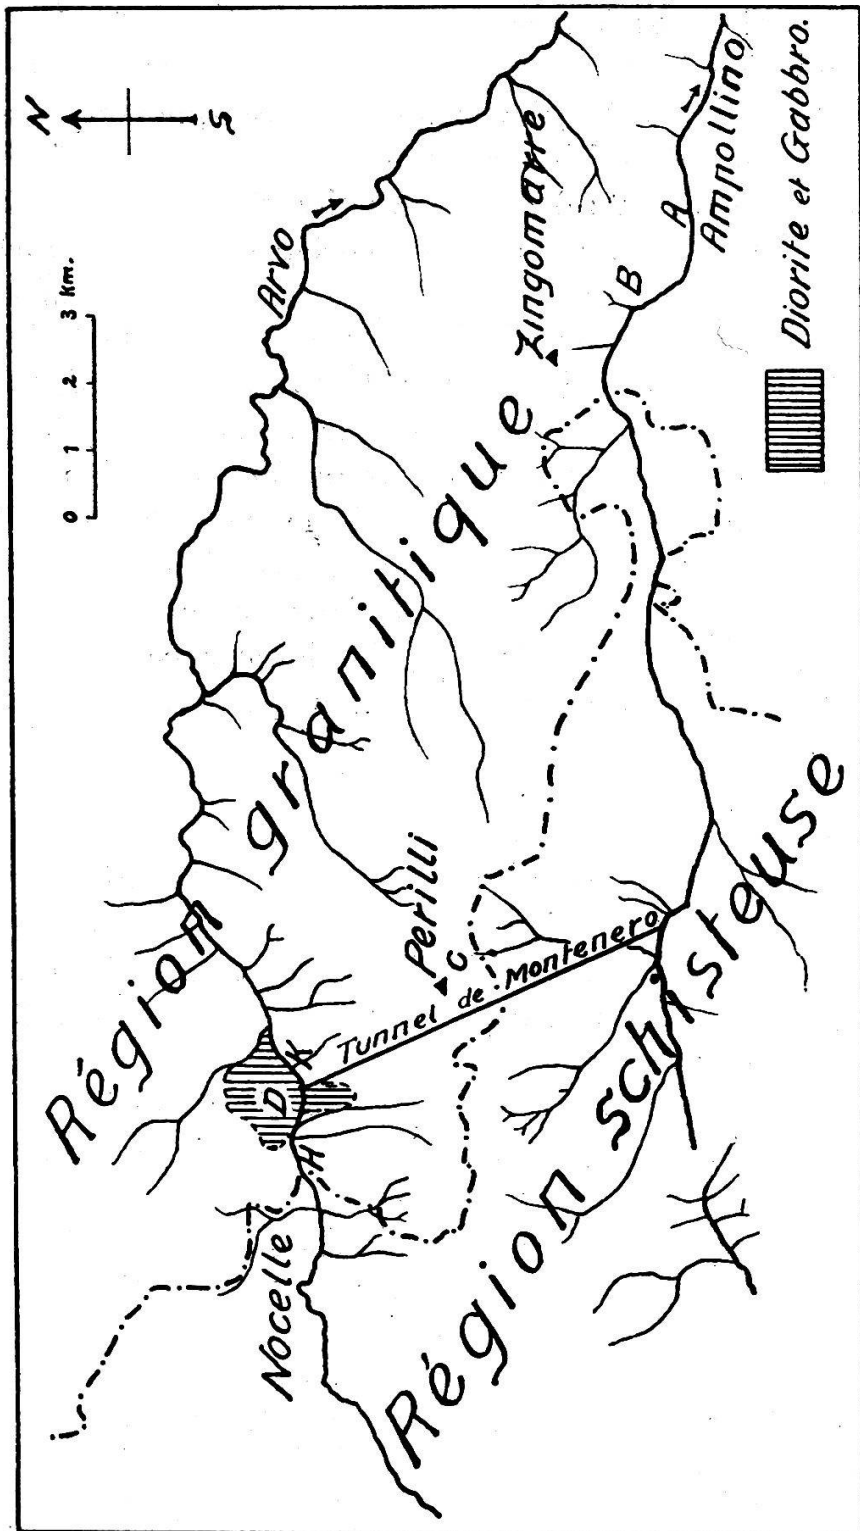 N
S
0 1 2 3 Km.
Arvo
Ampollino
A
B
Zingomarre
Région granitique
Perilli
C
Tunnel de Montenero
K
D
H
Nocelle
i
Région schisteuse
Diorite et Gabbro.